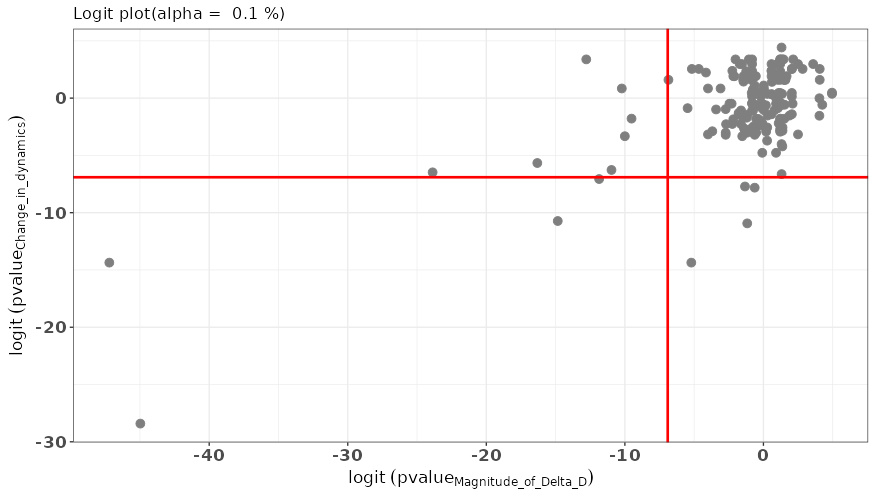 Logit plot(alpha =  0.1 %)
logit (pvalueChange_in_dynamics)
0
-10
-20
-30
-40 -30 -20 -10 0
logit (pvalueMagnitude_of_Delta_D)